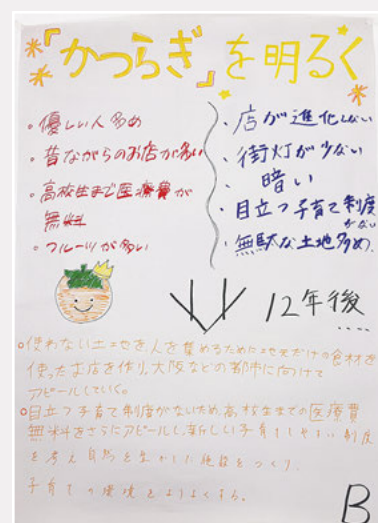 『かつらぎ』を明るく
・優しい人多め
・昔ながらのお店が多い
・高校生まで医療費が
無料
・フルーツが多い
・店が進化しない
・街灯が少ない
・暗い
・目立つ子育て制度
がない
・無駄な土地多め
12年後
‥‥
○使わない土地を人を集めるために地元だけの食材を
使ったお店を作り、大阪などの都市に向けて
アピールしていく。
○目立つ子育て制度がないため、高校生までの医療費
無料をさらにアピールし、新しい子育てしやすい制度
を考え自然を生かした施設をつくり、
子育ての環境をよりよくする。
B